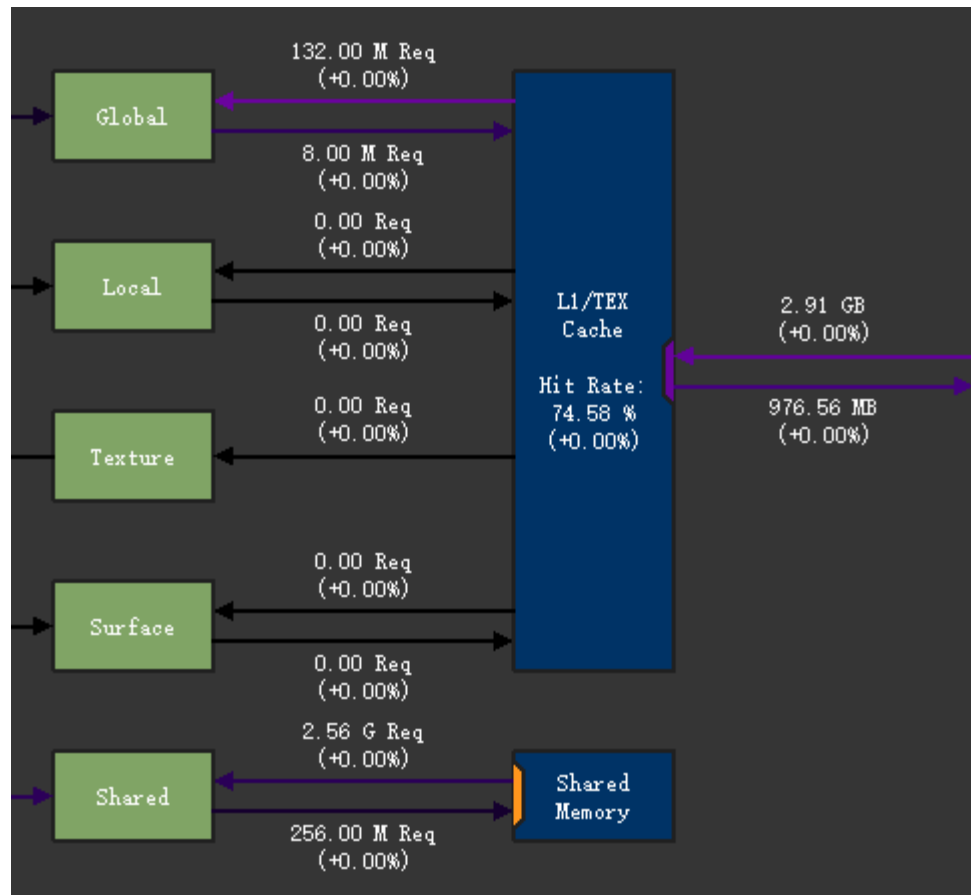 132.00 M Req
(+0.00%)
Global
8.00 M Req
(+0.00%)
0.00 Req
(+0.00%)
Local
0.00 Req
(+0.00%)
L1/TEX
Cache
Hit Rate:
74.58 %
(+0.00%)
2.91 GB
(+0.00%)
976.56 MB
(+0.00%)
0.00 Req
(+0.00%)
Texture
0.00 Req
(+0.00%)
Surface
0.00 Req
(+0.00%)
2.56 G Req
(+0.00%)
Shared
Shared
Memory
256.00 M Req
(+0.00%)